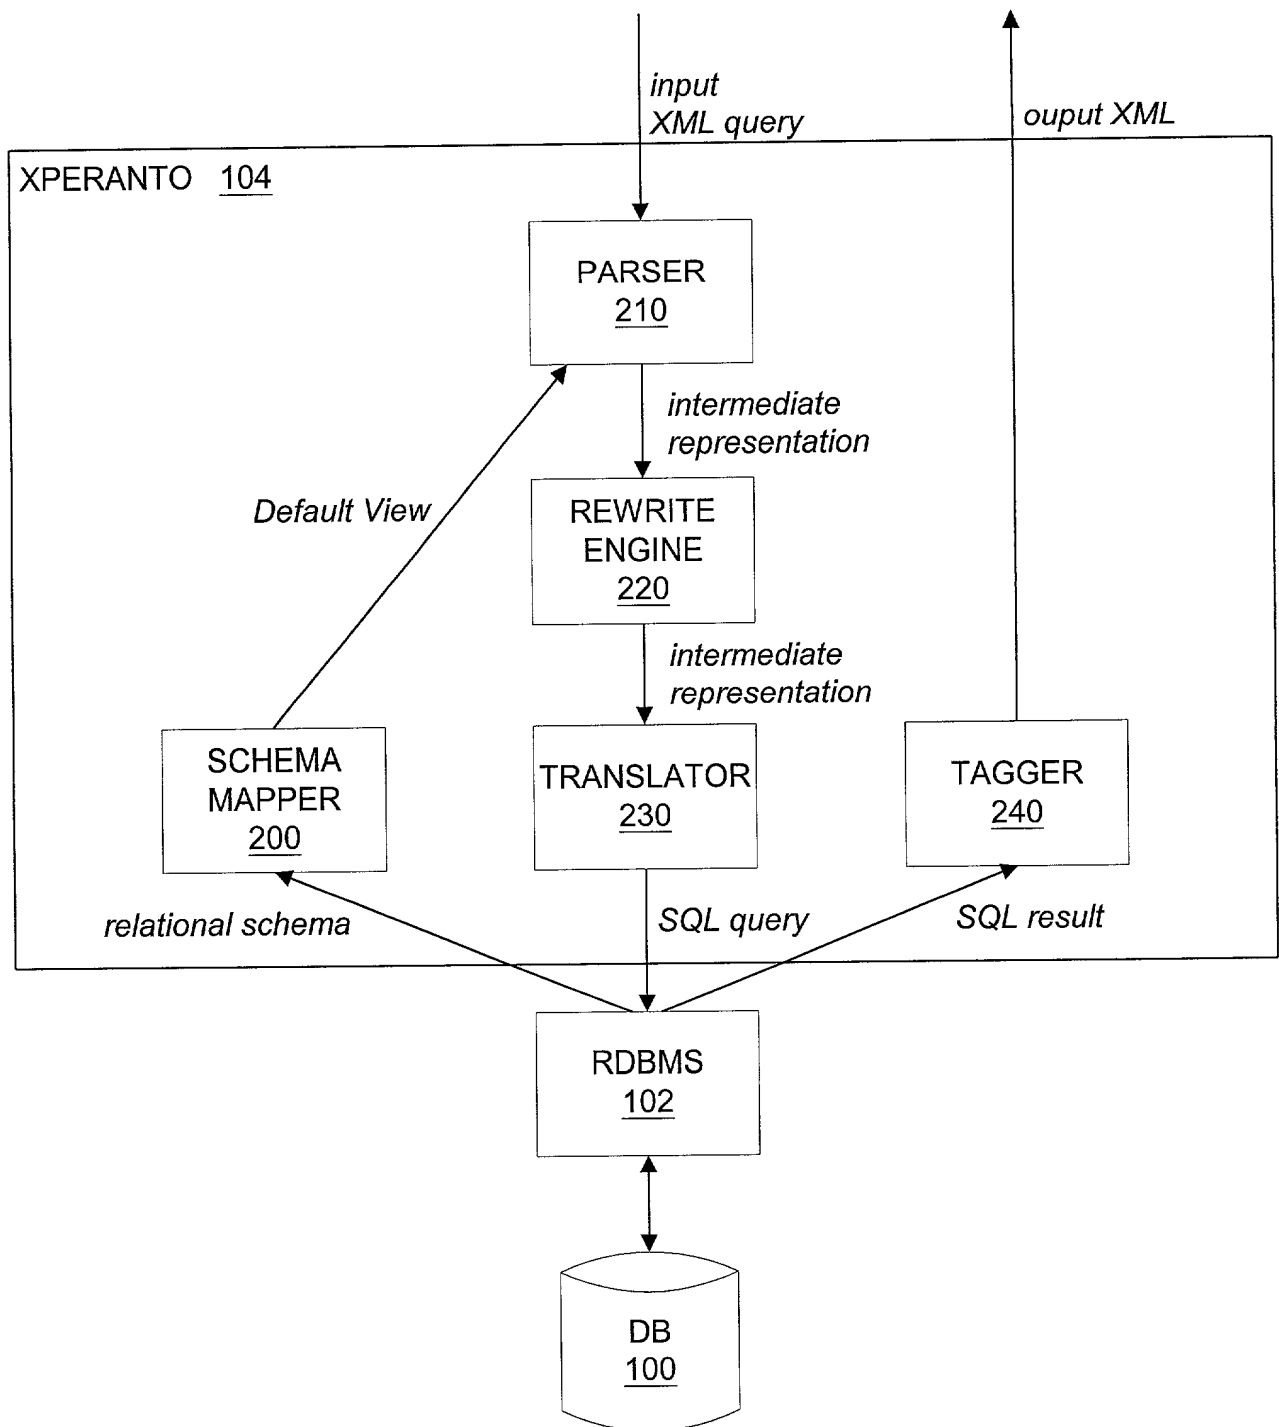 input
XML query
ouput XML
XPERANTO 104
PARSER
210
intermediate
representation
Default View
REWRITE
ENGINE
220
intermediate
representation
SCHEMA
MAPPER
200
TRANSLATOR
230
TAGGER
240
relational schema
SQL query
SQL result
RDBMS
102
DB
100